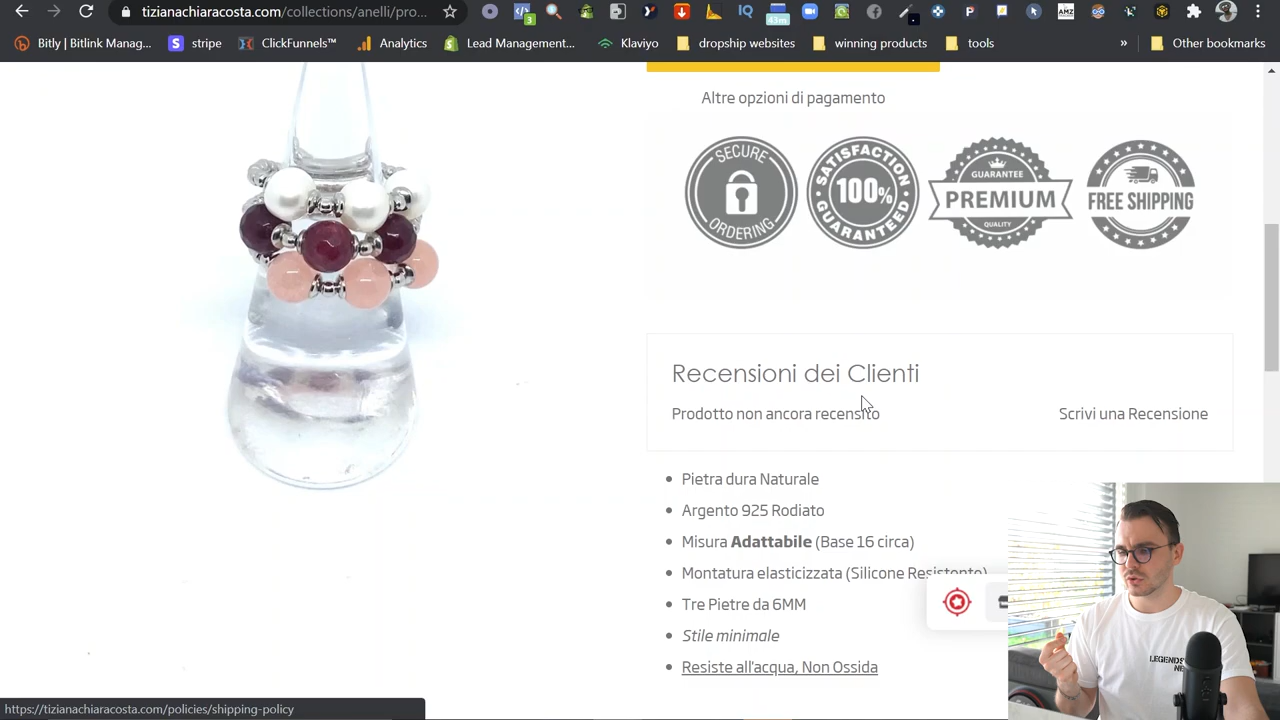 tizianachiaracosta.com/collections/anelli/pro...
3
43m
AMZ
Bitly | Bitlink Manag...
stripe
ClickFunnels™
Analytics
Lead Management...
Klaviyo
dropship websites
winning products
tools
»
Other bookmarks
Altre opzioni di pagamento
SECURE
ORDERING
SATISFACTION
100%
GUARANTEED
GUARANTEE
PREMIUM
QUALITY
FREE SHIPPING
Recensioni dei Clienti
Prodotto non ancora recensito
Scrivi una Recensione
Pietra dura Naturale
Argento 925 Rodiato
Misura Adattabile (Base 16 circa)
Montatura elasticizzata (Silicone Resistente)
Tre Pietre da 6MM
Stile minimale
Resiste all'acqua, Non Ossida
LEGENDS
https://tizianachiaracosta.com/policies/shipping-policy